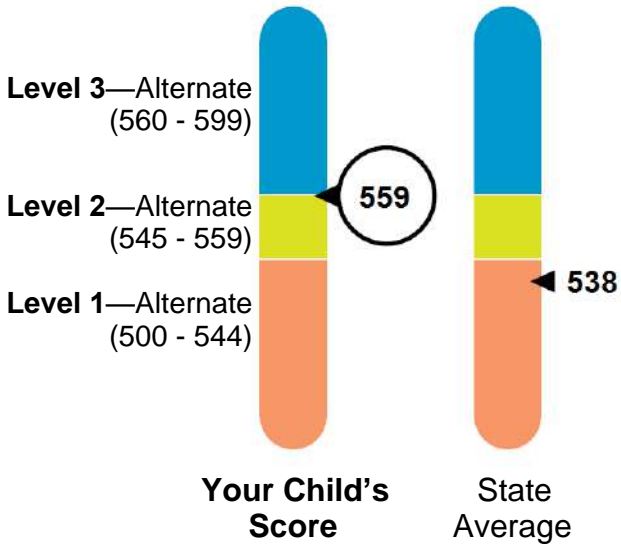 Level 3—Alternate
(560 - 599)
559
Level 2—Alternate
(545 - 559)
538
Level 1—Alternate
(500 - 544)
Your Child’s
Score
State
Average